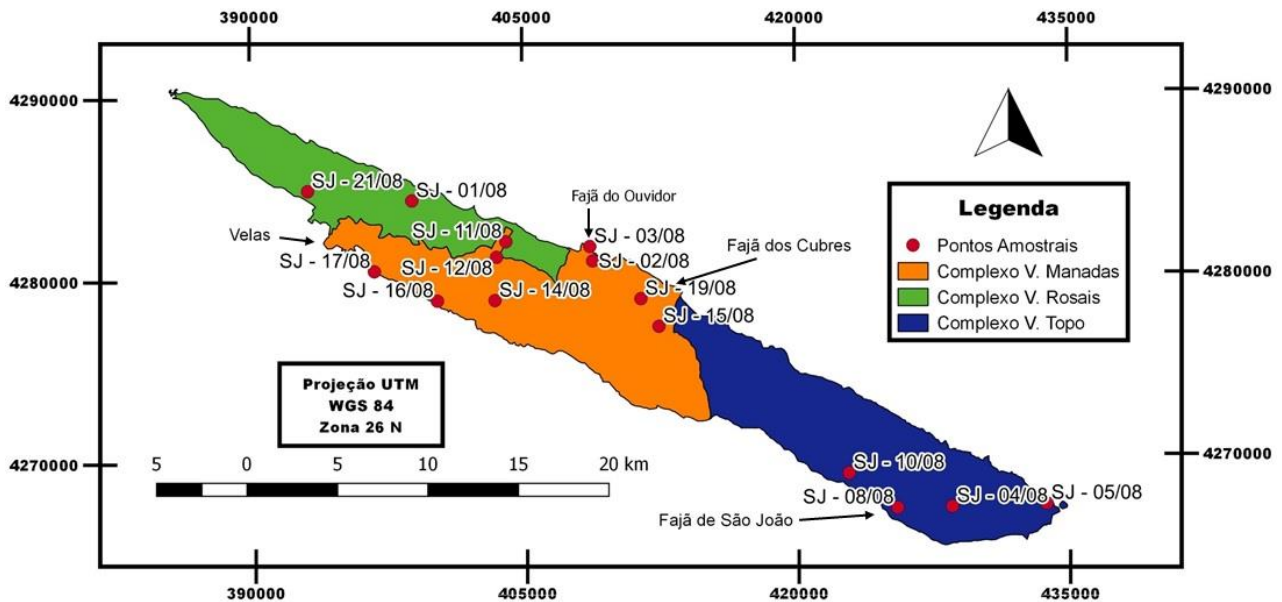 390000
405000
420000
435000
4290000
4290000
SJ - 21/08
SJ - 01/08
Fajã do Ouvidor
Legenda
Velas
SJ - 11/08
SJ - 03/08
Fajã dos Cubres
Pontos Amostrais
SJ - 17/08
SJ - 12/08
SJ - 02/08
4280000
4280000
Complexo V. Manadas
SJ - 16/08
SJ - 14/08
SJ - 19/08
Complexo V. Rosais
SJ - 15/08
Complexo V. Topo
Projeção UTM
WGS 84
Zona 26 N
4270000
4270000
5 0 5 10 15 20 km
SJ - 10/08
SJ - 08/08
SJ - 04/08
SJ - 05/08
Fajã de São João
390000
405000
420000
435000